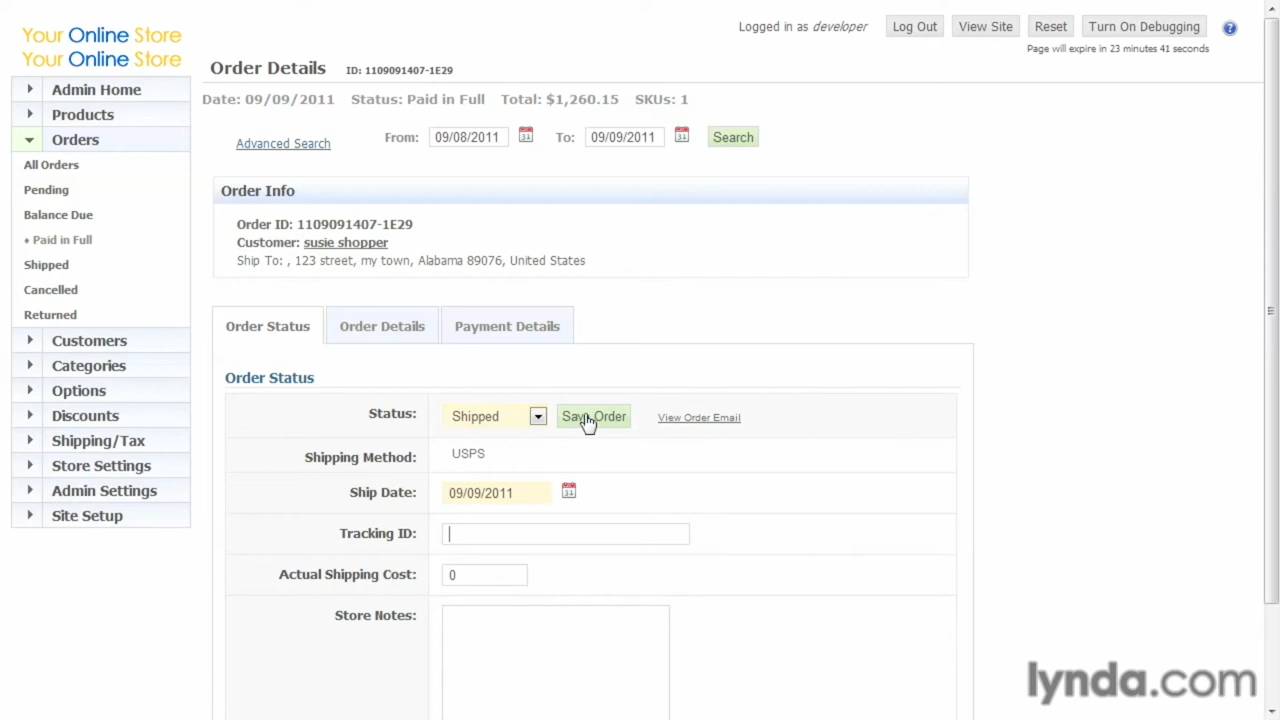 Your Online Store
Your Online Store
Logged in as developer
Log Out
View Site
Reset
Turn On Debugging
?
Page will expire in 23 minutes 41 seconds
Order Details
ID: 1109091407-1E29
Date: 09/09/2011 Status: Paid in Full Total: $1,260.15 SKUs: 1
Advanced Search
From: 09/08/2011
31
To: 09/09/2011
31
Search
Admin Home
Products
Orders
All Orders
Pending
Balance Due
♦ Paid in Full
Shipped
Cancelled
Returned
Customers
Categories
Options
Discounts
Shipping/Tax
Store Settings
Admin Settings
Site Setup
Order Info
Order ID: 1109091407-1E29
Customer: susie shopper
Ship To: , 123 street, my town, Alabama 89076, United States
Order Status
Order Details
Payment Details
Order Status
Status: Shipped
Save Order
View Order Email
Shipping Method: USPS
Ship Date: 09/09/2011
31
Tracking ID:
Actual Shipping Cost: 0
Store Notes:
lynda.com